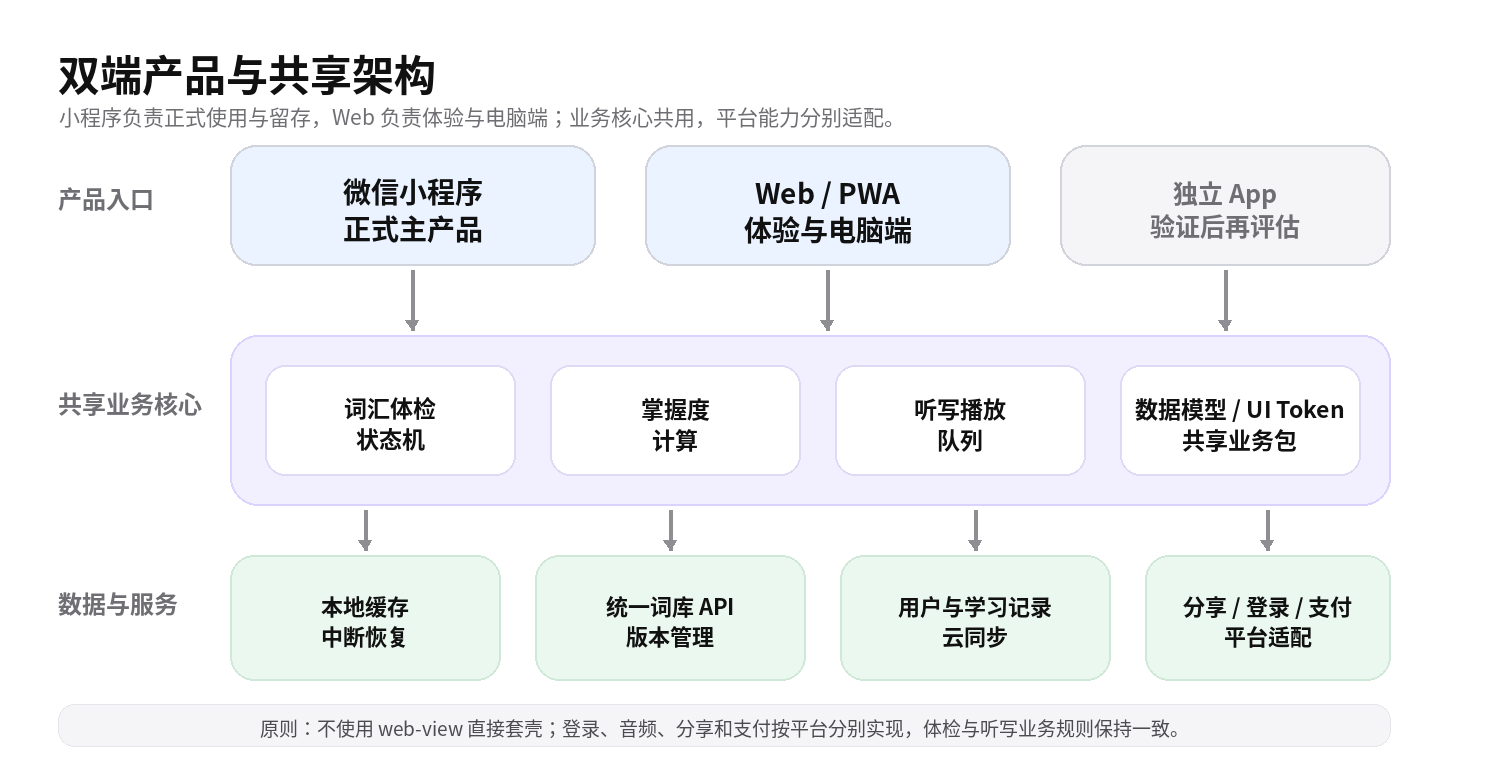 双端产品与共享架构
小程序负责正式使用与留存，Web 负责体验与电脑端；业务核心共用，平台能力分别适配。
产品入口
微信小程序
正式主产品
Web / PWA
体验与电脑端
独立 App
验证后再评估
共享业务核心
词汇体检
状态机
掌握度
计算
听写播放
队列
数据模型 / UI Token
共享业务包
数据与服务
本地缓存
中断恢复
统一词库 API
版本管理
用户与学习记录
云同步
分享 / 登录 / 支付
平台适配
原则：不使用 web-view 直接套壳；登录、音频、分享和支付按平台分别实现，体检与听写业务规则保持一致。